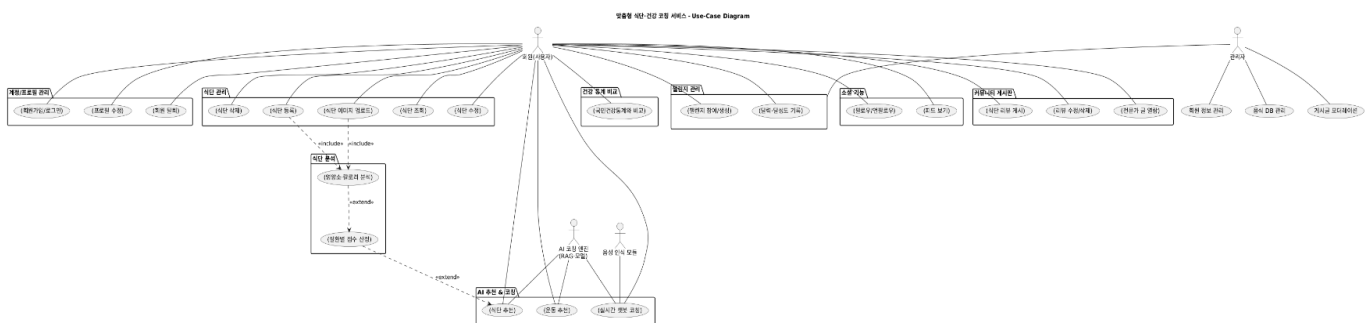 맞춤형 식단·건강 코칭 서비스 - Use-Case Diagram
회원(사용자)
관리자
계정/프로필 관리
(회원가입/로그인)
(프로필 수정)
(회원 탈퇴)
식단 관리
(식단 삭제)
(식단 등록)
(식단 이미지 업로드)
(식단 조회)
(식단 수정)
건강 통계 비교
(국민건강통계와 비교)
챌린지 관리
(챌린지 참여/생성)
(달력·달성도 기록)
소셜 기능
(팔로우/언팔로우)
(피드 보기)
커뮤니티 게시판
(식단 리뷰 게시)
(리뷰 수정/삭제)
(전문가 글 열람)
회원 정보 관리
음식 DB 관리
게시글 모더레이션
«include»
«include»
식단 분석
(영양소·칼로리 분석)
«extend»
(질환별 점수 산정)
«extend»
AI 코칭 엔진
(RAG 모델)
음성 인식 모듈
AI 추천 & 코칭
(식단 추천)
(운동 추천)
(실시간 챗봇 코칭)